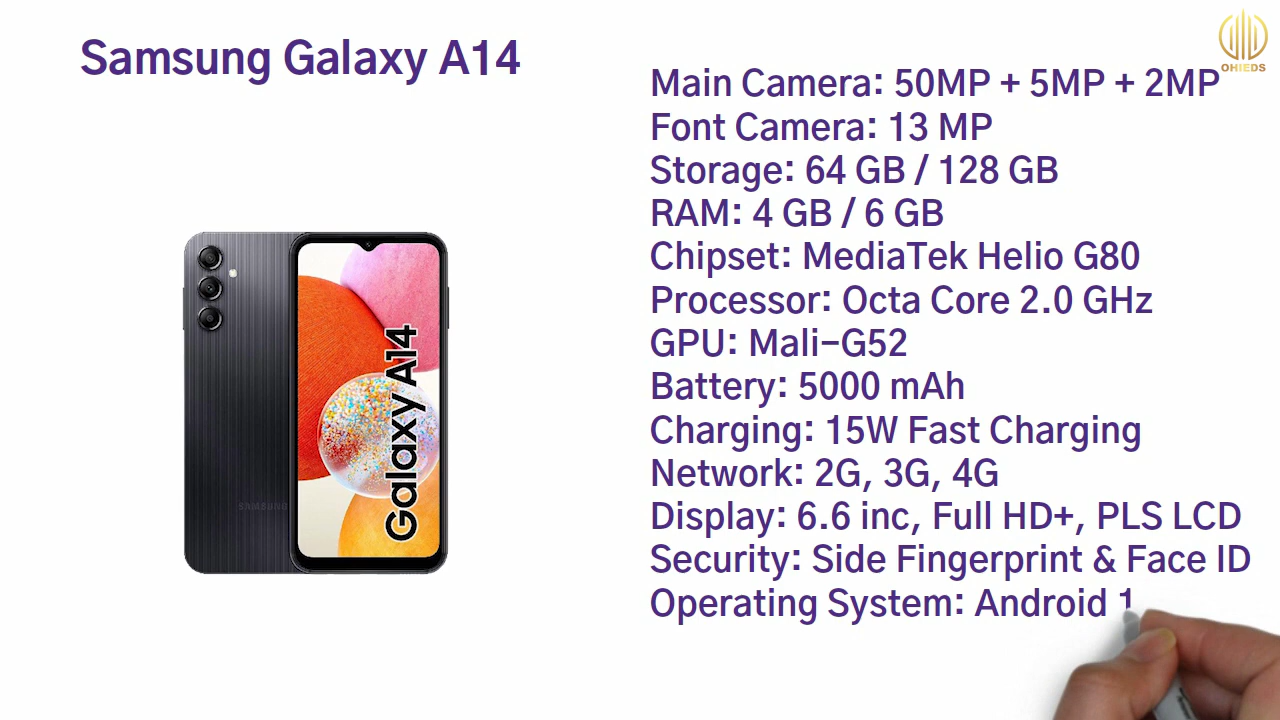 Samsung Galaxy A14
OHIEDS
Main Camera: 50MP + 5MP + 2MP
Font Camera: 13 MP
Storage: 64 GB / 128 GB
RAM: 4 GB / 6 GB
Chipset: MediaTek Helio G80
Processor: Octa Core 2.0 GHz
GPU: Mali-G52
Battery: 5000 mAh
Charging: 15W Fast Charging
Network: 2G, 3G, 4G
Display: 6.6 inc, Full HD+, PLS LCD
Security: Side Fingerprint & Face ID
Operating System: Android 1
SAMSUNG
Galaxy A14